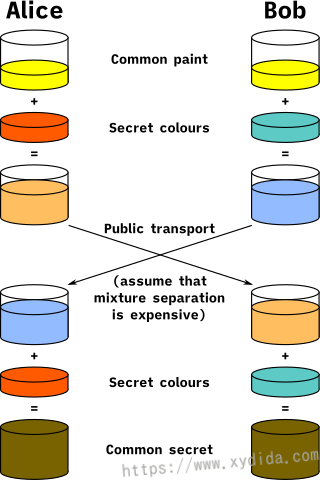 Alice Bob
Common paint
+ +
Secret colours
= =
Public transport
(assume that
mixture separation
is expensive)
+ +
Secret colours
= =
Common secret
https://www.xydida.com